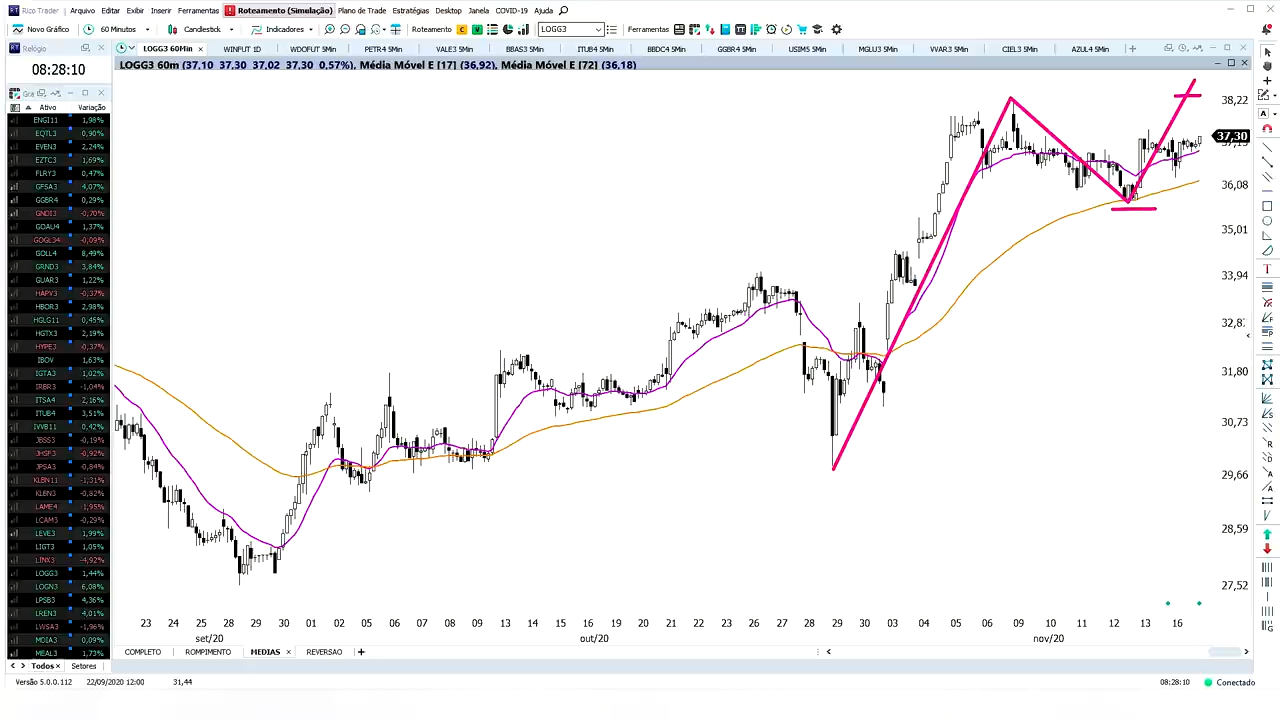 Rico Trader Arquivo Editar Exibir Inserir Ferramentas Roteamento (Simulação) Plano de Trade Estratégias Desktop Janela COVID-19 Ajuda
Novo Gráfico 60 Minutos Candlestick Indicadores Roteamento LOGG3 Ferramentas
Relógio
LOGG3 60Min WINFUT 1D WDOFUT 5Min PETR4 5Min VALE3 5Min BBAS3 5Min ITUB4 5Min BBDC4 5Min GGBR4 5Min USIM5 5Min MGLU3 5Min VVAR3 5Min CIEL3 5Min AZUL4 5Min
08:28:10
LOGG3 60m (37,10 37,30 37,02 37,30 0,57%), Média Móvel E [17] (36,92), Média Móvel E [72] (36,18)
Gra
Ativo Variação
ENGI11 1,98%
EQTL3 0,90%
EVEN3 2,24%
EZTC3 1,69%
FLRY3 0,47%
GFSA3 4,07%
GGBR4 0,29%
GNDI3 -0,70%
GOAU4 1,37%
GOGL34 -0,09%
GOLL4 8,49%
GRND3 3,84%
GUAR3 1,22%
HAPV3 -0,37%
HBOR3 2,98%
HGLG11 0,45%
HGTX3 2,19%
HYPE3 -0,37%
IBOV 1,63%
IGTA3 1,02%
IRBR3 -1,04%
ITSA4 2,16%
ITUB4 3,51%
IVVB11 0,42%
JBSS3 -0,19%
JHSF3 -0,92%
JPSA3 -0,84%
KLBN11 -1,31%
KLBN3 -0,82%
LAME4 -1,95%
LCAM3 -0,29%
LEVE3 1,99%
LIGT3 1,05%
LINX3 -4,92%
LOGG3 1,44%
LOGN3 6,08%
LPSB3 4,36%
LREN3 4,01%
LWSA3 -1,96%
MDIA3 0,09%
MEAL3 1,73%
38,22
37,30
36,08
35,01
33,94
32,8
31,80
30,73
29,66
28,59
27,52
23 24 25 28 29 30 01 02 05 06 07 08 09 13 14 15 16 19 20 21 22 23 26 27 28 29 30 03 04 05 06 09 10 11 12 13 16
set/20 out/20 nov/20
COMPLETO ROMPIMENTO MEDIAS REVERSAO
Todos Setores
Versão 5.0.0.112 22/09/2020 12:00 31,44 08:28:10 Conectado